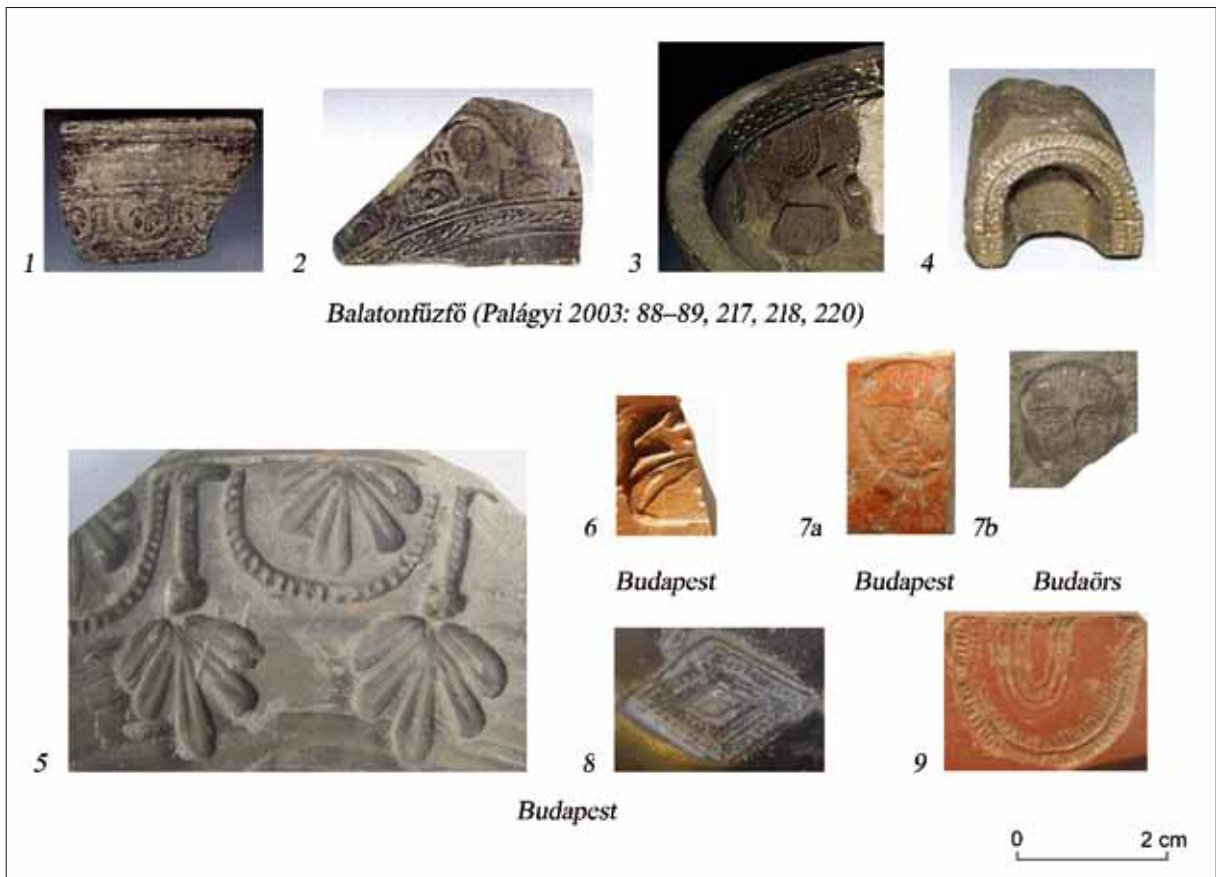 1
2
3
4
Balatonfűzfő (Palágyi 2003: 88–89, 217, 218, 220)
6
7a
7b
Budapest
Budapest
Budaörs
5
8
9
Budapest
0
2 cm